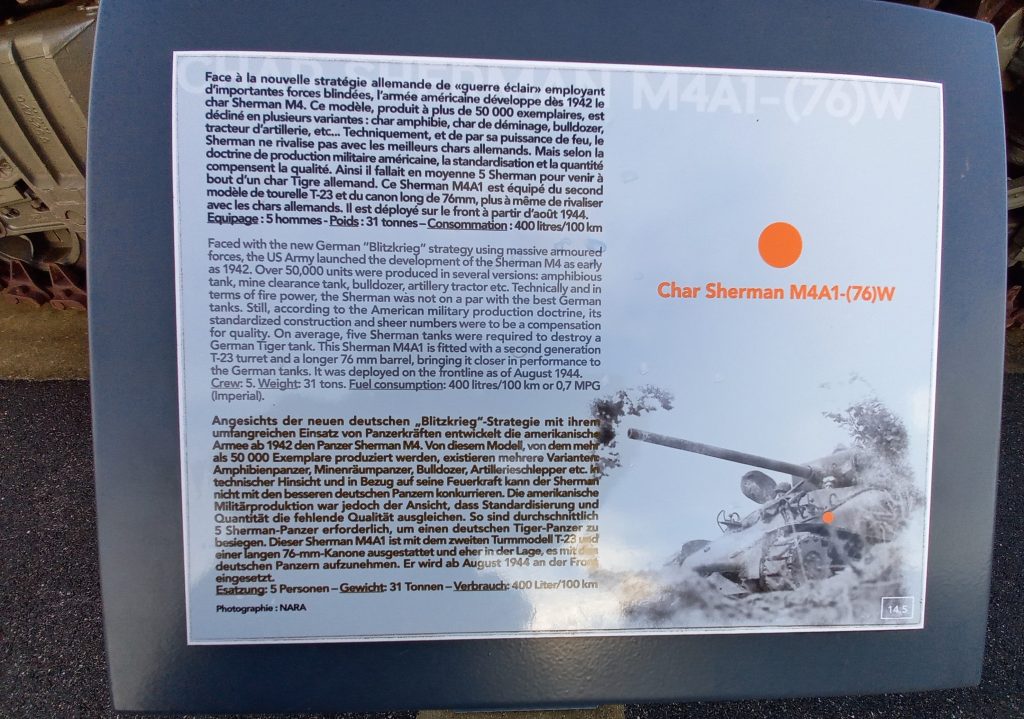 CHAR SHERMAN M4A1-(76)W
Face à la nouvelle stratégie allemande de «guerre éclair» employant
d'importantes forces blindées, l'armée américaine développe dès 1942 le
char Sherman M4. Ce modèle, produit à plus de 50 000 exemplaires, est
décliné en plusieurs variantes : char amphibie, char de déminage, bulldozer,
tracteur d'artillerie, etc... Techniquement, et de par sa puissance de feu, le
Sherman ne rivalise pas avec les meilleurs chars allemands. Mais selon la
doctrine de production militaire américaine, la standardisation et la quantité
compensent la qualité. Ainsi il fallait en moyenne 5 Sherman pour venir à
bout d'un char Tigre allemand. Ce Sherman M4A1 est équipé du second
modèle de tourelle T-23 et du canon long de 76mm, plus à même de rivaliser
avec les chars allemands. Il est déployé sur le front à partir d'août 1944.
Equipage : 5 hommes - Poids : 31 tonnes – Consommation : 400 litres/100 km
Faced with the new German "Blitzkrieg" strategy using massive armoured
forces, the US Army launched the development of the Sherman M4 as early
as 1942. Over 50,000 units were produced in several versions: amphibious
tank, mine clearance tank, bulldozer, artillery tractor etc. Technically and in
terms of fire power, the Sherman was not on a par with the best German
tanks. Still, according to the American military production doctrine, its
standardized construction and sheer numbers were to be a compensation
for quality. On average, five Sherman tanks were required to destroy a
German Tiger tank. This Sherman M4A1 is fitted with a second generation
T-23 turret and a longer 76 mm barrel, bringing it closer in performance to
the German tanks. It was deployed on the frontline as of August 1944.
Crew: 5. Weight: 31 tons. Fuel consumption: 400 litres/100 km or 0,7 MPG
(Imperial).
Angesichts der neuen deutschen „Blitzkrieg"-Strategie mit ihrem
umfangreichen Einsatz von Panzerkräften entwickelt die amerikanische
Armee ab 1942 den Panzer Sherman M4. Von diesem Modell, von dem mehr
als 50 000 Exemplare produziert werden, existieren mehrere Varianten:
Amphibienpanzer, Minenräumpanzer, Bulldozer, Artillerieschlepper etc. In
technischer Hinsicht und in Bezug auf seine Feuerkraft kann der Sherman
nicht mit den besseren deutschen Panzern konkurrieren. Die amerikanische
Militärproduktion war jedoch der Ansicht, dass Standardisierung und
Quantität die fehlende Qualität ausgleichen. So sind durchschnittlich
5 Sherman-Panzer erforderlich, um einen deutschen Tiger-Panzer zu
besiegen. Dieser Sherman M4A1 ist mit dem zweiten Turmmodell T-23 und
einer langen 76-mm-Kanone ausgestattet und eher in der Lage, es mit den
deutschen Panzern aufzunehmen. Er wird ab August 1944 an der Front
eingesetzt.
Esatzung: 5 Personen – Gewicht: 31 Tonnen – Verbrauch: 400 Liter/100 km
Photographie : NARA
Char Sherman M4A1-(76)W
14.5